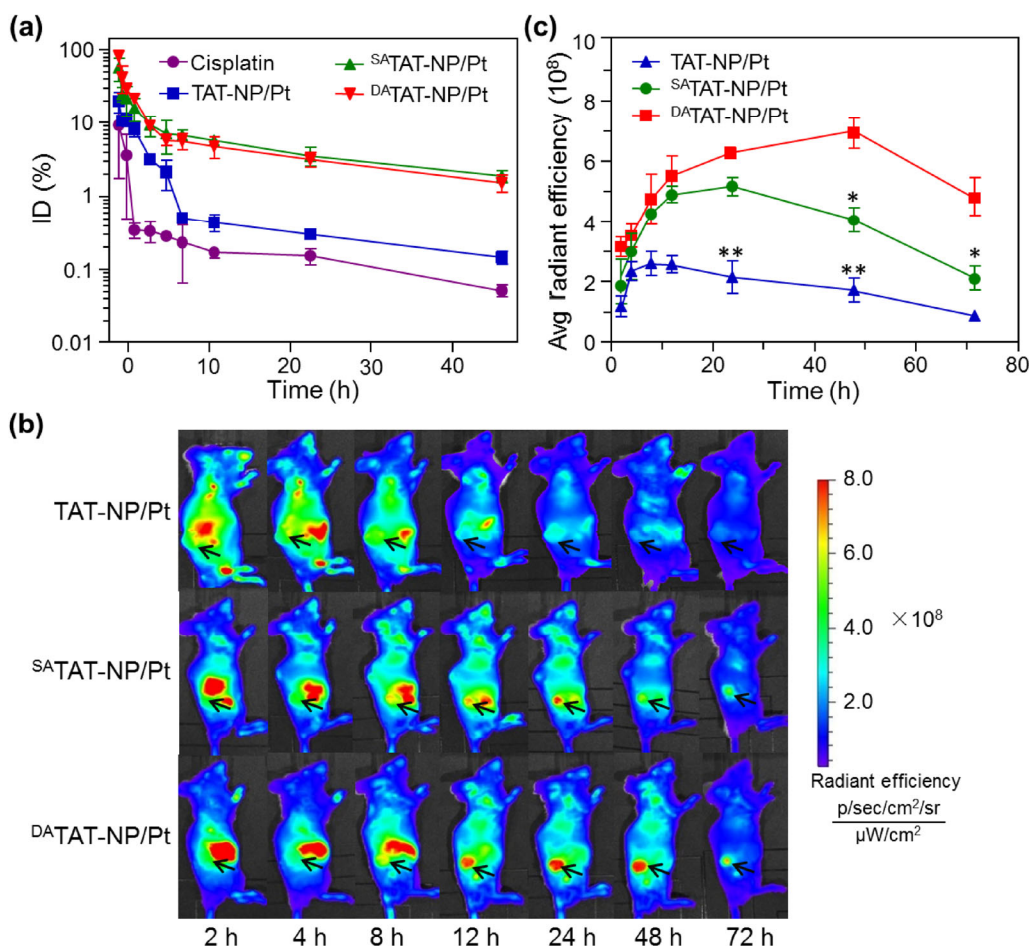 (a)
100
10
1
0.1
0.01
ID (%)
Cisplatin
TAT-NP/Pt
SATAT-NP/Pt
DATAT-NP/Pt
0
10
20
30
40
Time (h)
(c)
10
8
6
4
2
0
Avg radiant efficiency (10⁸)
TAT-NP/Pt
SATAT-NP/Pt
DATAT-NP/Pt
**
*
**
*
0
20
40
60
80
Time (h)
(b)
TAT-NP/Pt
SATAT-NP/Pt
DATAT-NP/Pt
2 h
4 h
8 h
12 h
24 h
48 h
72 h
8.0
6.0
4.0
2.0
×10⁸
Radiant efficiency
p/sec/cm²/sr
μW/cm²